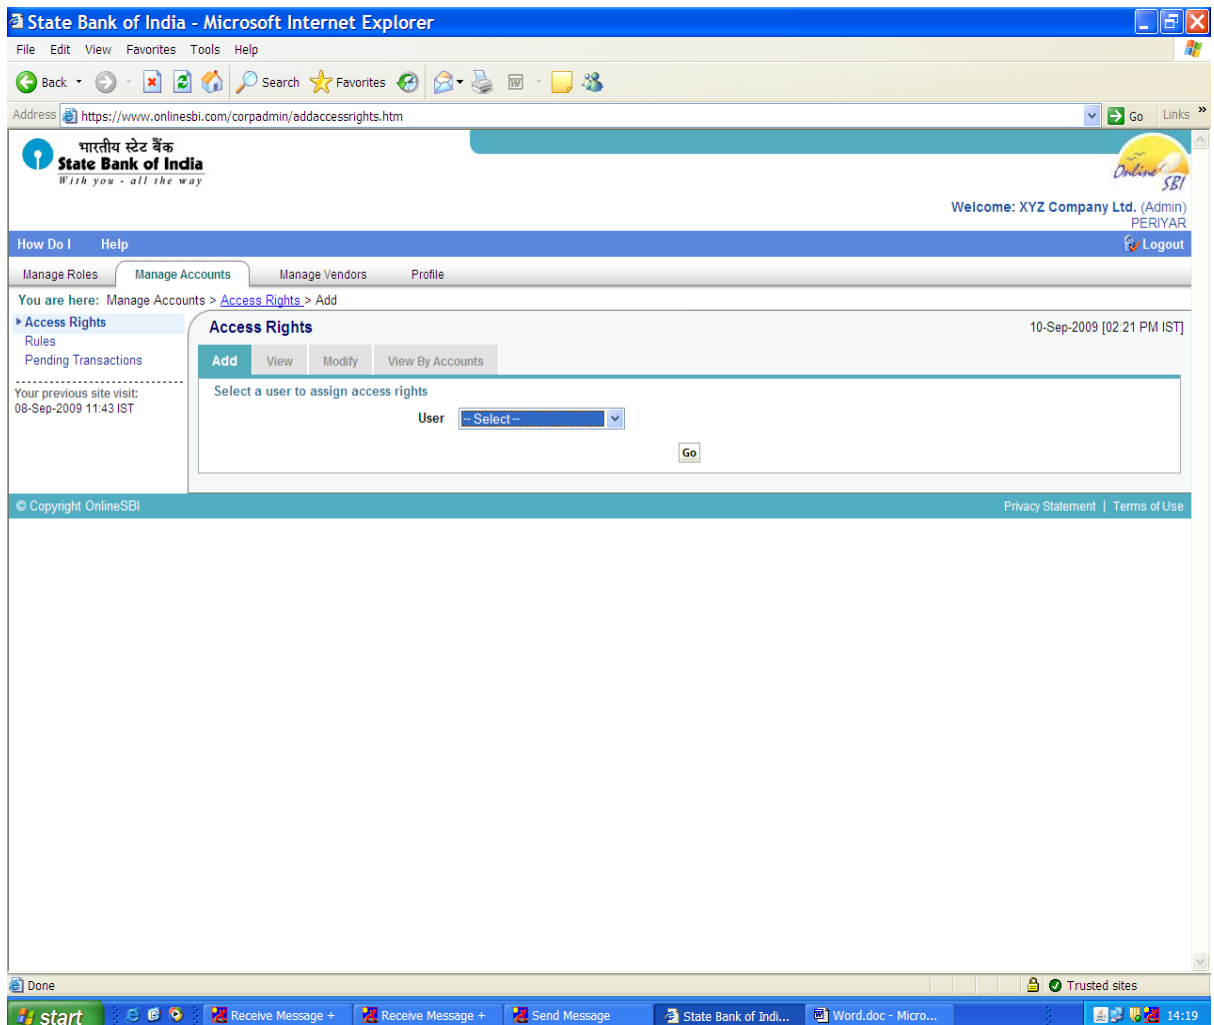 State Bank of India - Microsoft Internet Explorer
File Edit View Favorites Tools Help
Back Search Favorites
Address https://www.onlinesbi.com/corpadmin/addaccessrights.htm Go Links »
भारतीय स्टेट बैंक
State Bank of India
With you - all the way
Online SBI
Welcome: XYZ Company Ltd. (Admin)
PERIYAR
How Do I Help Logout
Manage Roles Manage Accounts Manage Vendors Profile
You are here: Manage Accounts > Access Rights > Add
Access Rights
Rules
Pending Transactions
Your previous site visit:
08-Sep-2009 11:43 IST
Access Rights 10-Sep-2009 [02:21 PM IST]
Add View Modify View By Accounts
Select a user to assign access rights
User -- Select --
Go
© Copyright OnlineSBI Privacy Statement | Terms of Use
Done Trusted sites
start Receive Message + Receive Message + Send Message State Bank of Indi... Word.doc - Micro... 14:19